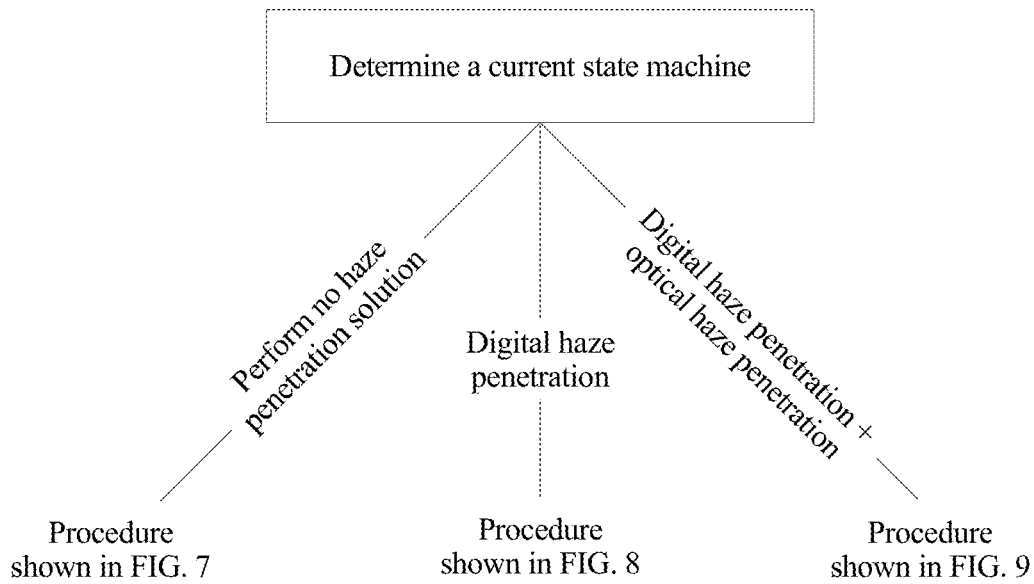 Determine a current state machine
Perform no haze
penetration solution
Digital haze
penetration
Digital haze penetration +
optical haze penetration
Procedure
shown in FIG. 7
Procedure
shown in FIG. 8
Procedure
shown in FIG. 9